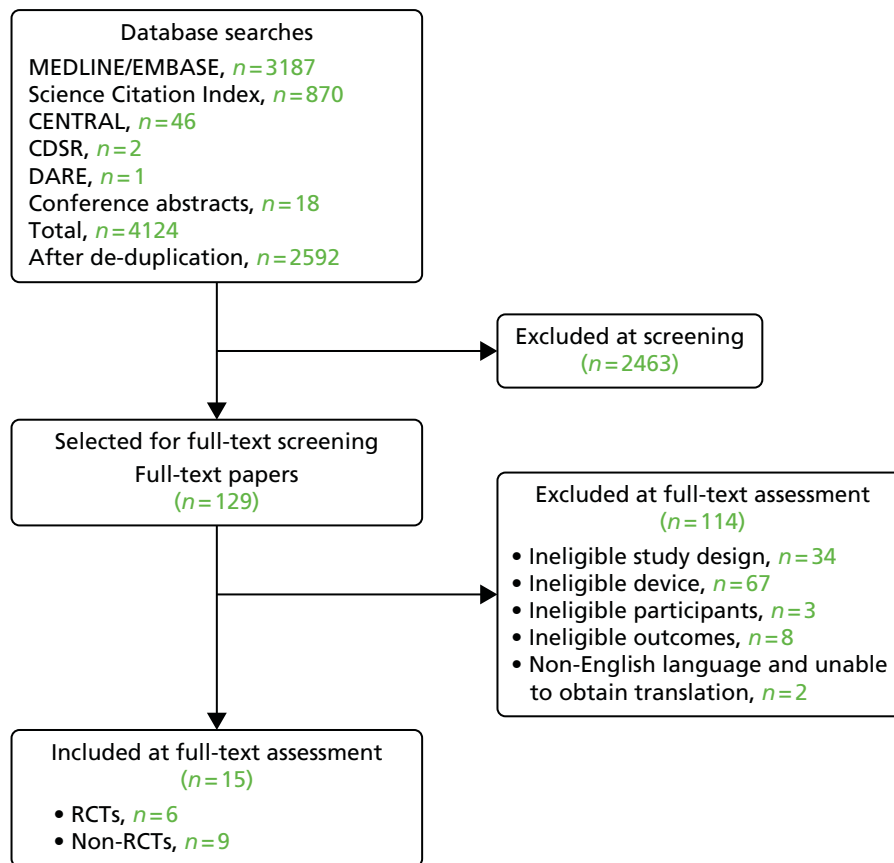 Database searches
MEDLINE/EMBASE, n=3187
Science Citation Index, n=870
CENTRAL, n=46
CDSR, n=2
DARE, n=1
Conference abstracts, n=18
Total, n=4124
After de-duplication, n=2592
Excluded at screening
(n=2463)
Selected for full-text screening
Full-text papers
(n=129)
Excluded at full-text assessment
(n=114)
• Ineligible study design, n=34
• Ineligible device, n=67
• Ineligible participants, n=3
• Ineligible outcomes, n=8
• Non-English language and unable
to obtain translation, n=2
Included at full-text assessment
(n=15)
• RCTs, n=6
• Non-RCTs, n=9